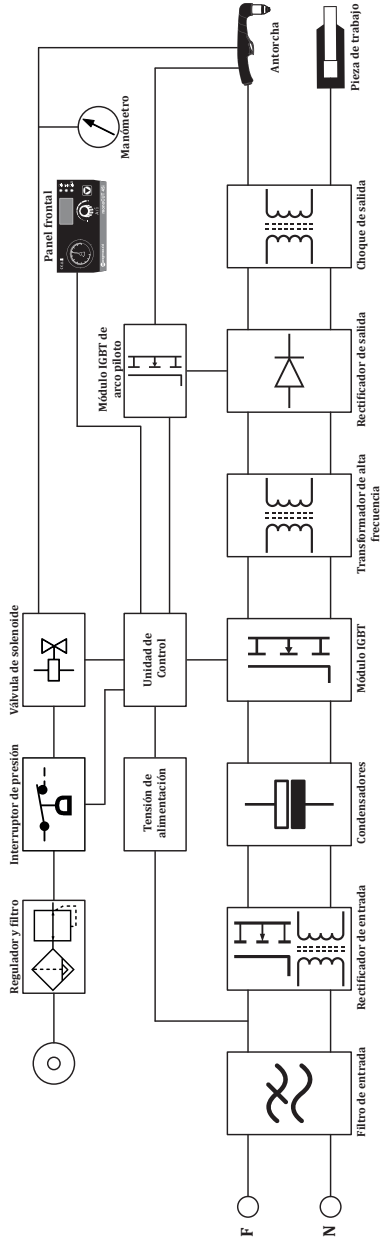 Regulador y filtro
Interruptor de presión
Válvula de solenoide
Manómetro
Panel frontal
Antorcha
Pieza de trabajo
Módulo IGBT de
arco piloto
Tensión de
alimentación
Unidad de
Control
F
N
Filtro de entrada
Rectificador de entrada
Condensadores
Módulo IGBT
Transformador de alta
frecuencia
Rectificador de salida
Choque de salida